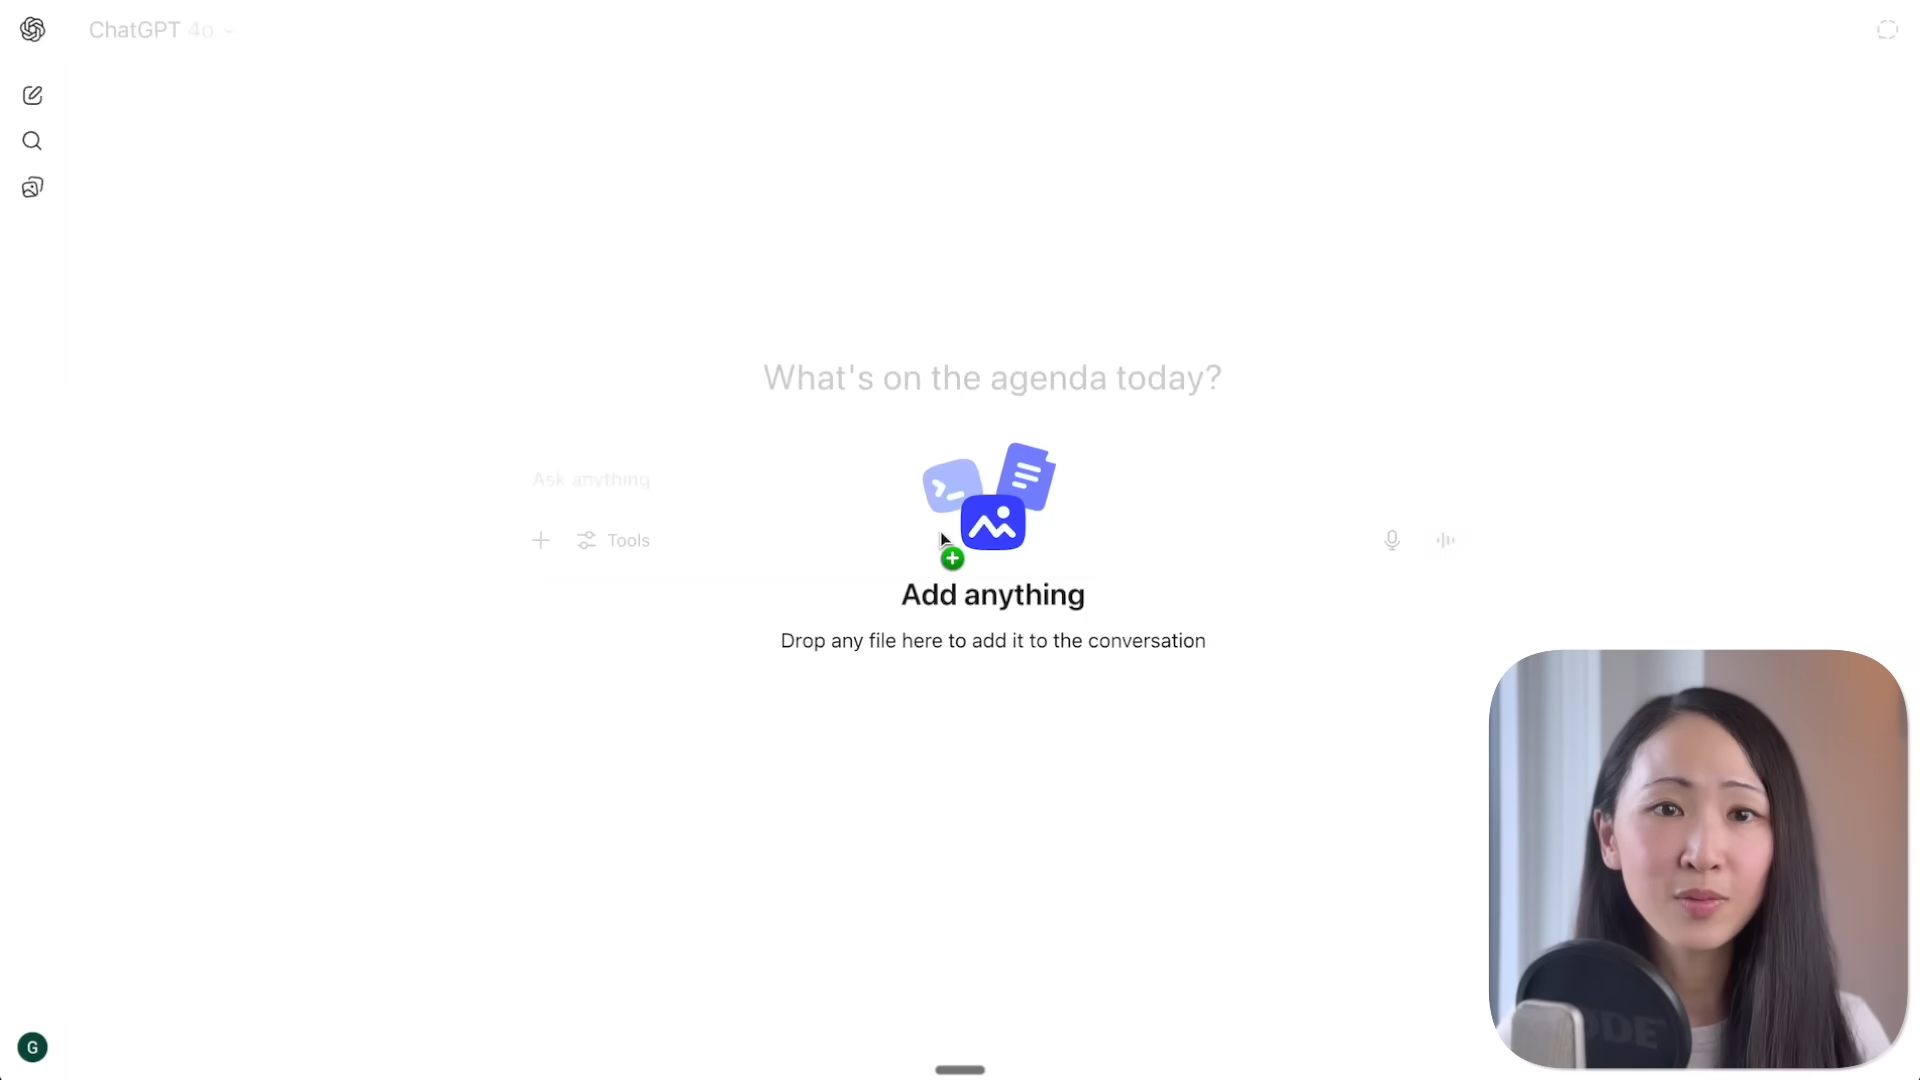 ChatGPT 4o
What's on the agenda today?
Ask anything
Tools
Add anything
Drop any file here to add it to the conversation
G